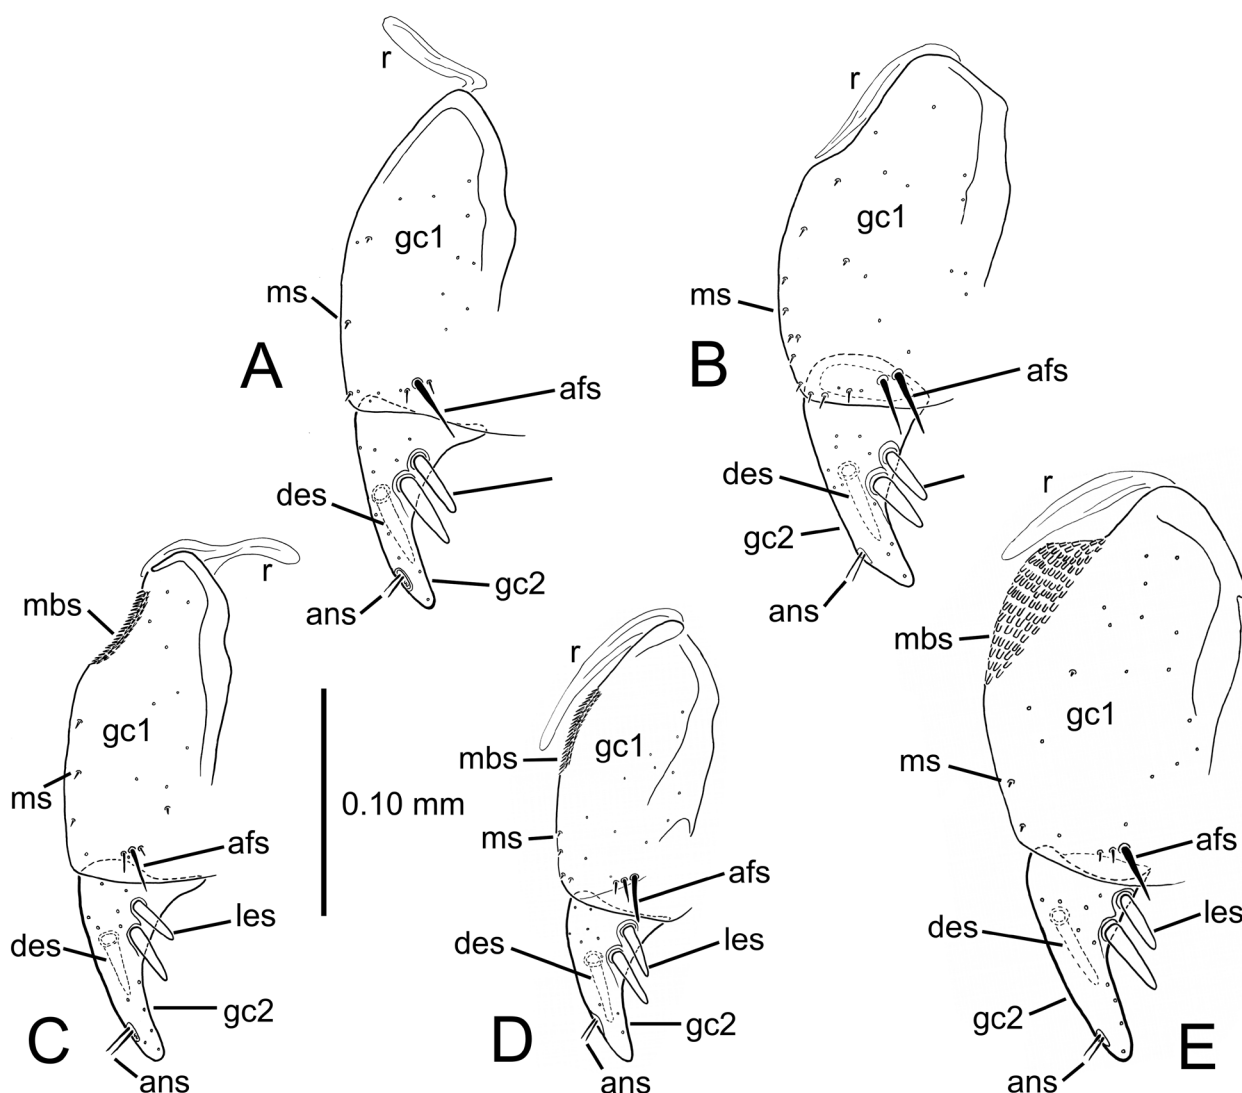 r
gc1
ms
A
afs
des
ans
gc2
r
gc1
ms
B
afs
des
gc2
ans
r
mbs
gc1
ms
afs
les
des
gc2
C
ans
0.10 mm
r
mbs
gc1
ms
afs
les
des
gc2
D
ans
r
mbs
gc1
ms
afs
les
des
gc2
ans
E